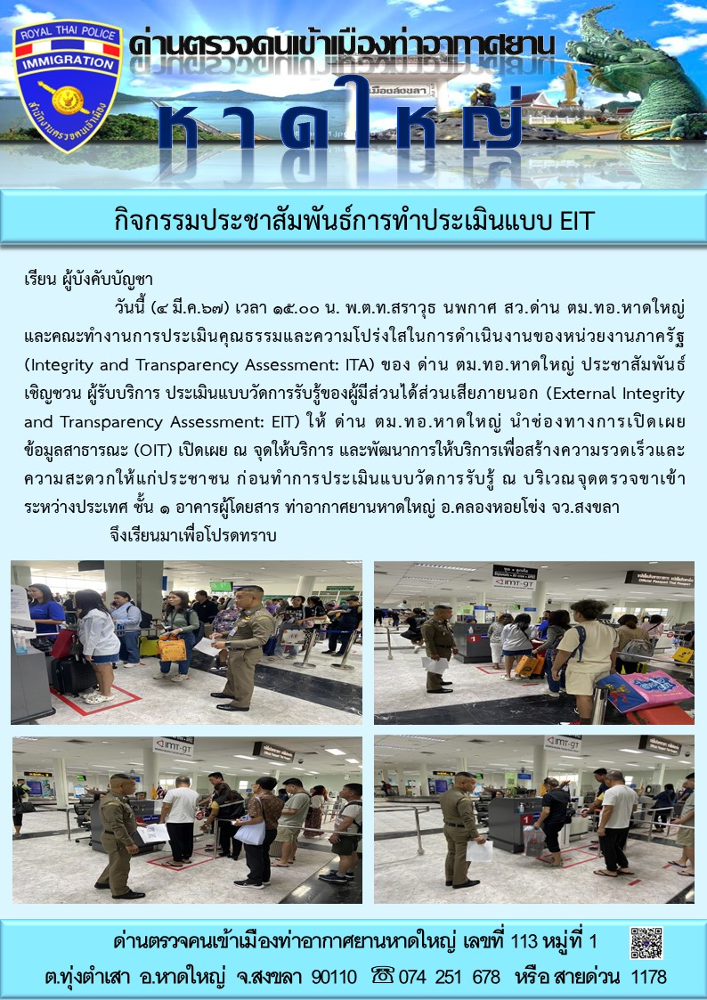 ROYAL THAI POLICE
IMMIGRATION
สำนักงานตรวจคนเข้าเมือง
ด่านตรวจคนเข้าเมืองท่าอากาศยาน
เมืองสงขลา
หาดใหญ่
กิจกรรมประชาสัมพันธ์การทำประเมินแบบ EIT
เรียน ผู้บังคับบัญชา
วันนี้ (๔ มี.ค.๖๗) เวลา ๑๕.๐๐ น. พ.ต.ท.สราวุธ นพกาศ สว.ด่าน ตม.ทอ.หาดใหญ่
และคณะทำงานการประเมินคุณธรรมและความโปร่งใสในการดำเนินงานของหน่วยงานภาครัฐ
(Integrity and Transparency Assessment: ITA) ของ ด่าน ตม.ทอ.หาดใหญ่ ประชาสัมพันธ์
เชิญชวน ผู้รับบริการ ประเมินแบบวัดการรับรู้ของผู้มีส่วนได้ส่วนเสียภายนอก (External Integrity
and Transparency Assessment: EIT) ให้ ด่าน ตม.ทอ.หาดใหญ่ นำช่องทางการเปิดเผย
ข้อมูลสาธารณะ (OIT) เปิดเผย ณ จุดให้บริการ และพัฒนาการให้บริการเพื่อสร้างความรวดเร็วและ
ความสะดวกให้แก่ประชาชน ก่อนทำการประเมินแบบวัดการรับรู้ ณ บริเวณจุดตรวจขาเข้า
ระหว่างประเทศ ชั้น ๑ อาคารผู้โดยสาร ท่าอากาศยานหาดใหญ่ อ.คลองหอยโข่ง จว.สงขลา
จึงเรียนมาเพื่อโปรดทราบ
IMT-GT
Official Passport Thai Passport
1
IMT-GT
IMT-GT
1
ด่านตรวจคนเข้าเมืองท่าอากาศยานหาดใหญ่ เลขที่ 113 หมู่ที่ 1
ต.ทุ่งตำเสา อ.หาดใหญ่ จ.สงขลา 90110 ☏ 074 251 678 หรือ สายด่วน 1178